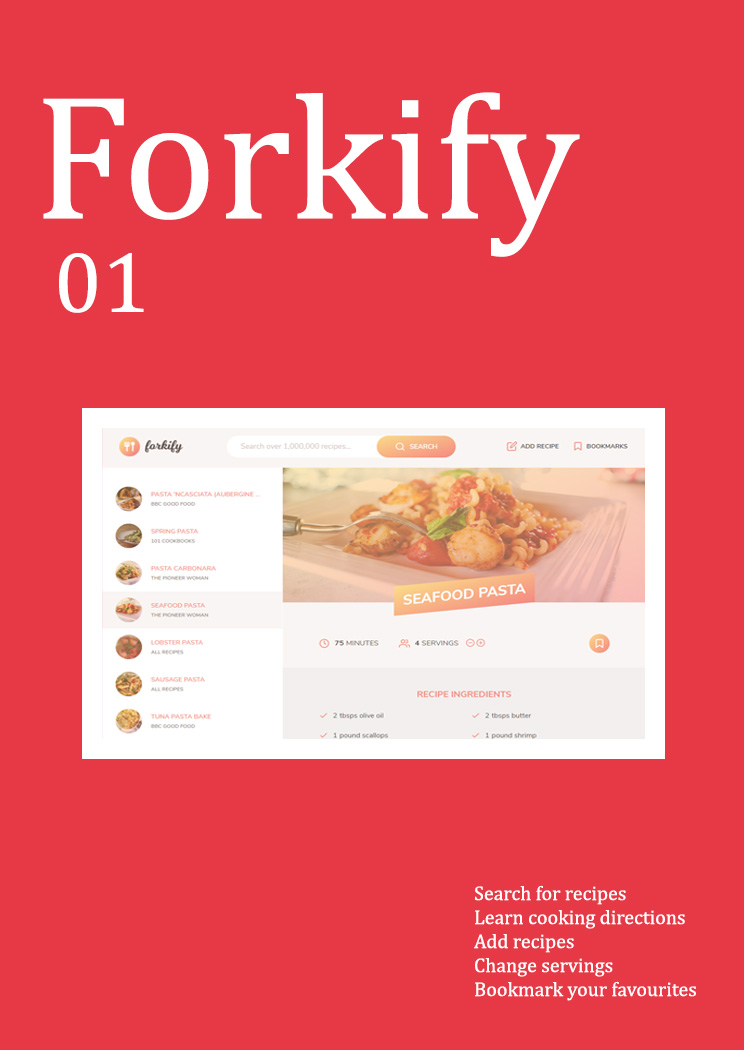 Forkify
01
forkify
Search over 1,000,000 recipes...
SEARCH
ADD RECIPE
BOOKMARKS
PASTA 'NCASCIATA (AUBERGINE ...
BBC GOOD FOOD
SPRING PASTA
101 COOKBOOKS
PASTA CARBONARA
THE PIONEER WOMAN
SEAFOOD PASTA
THE PIONEER WOMAN
LOBSTER PASTA
ALL RECIPES
SAUSAGE PASTA
ALL RECIPES
TUNA PASTA BAKE
BBC GOOD FOOD
SEAFOOD PASTA
75 MINUTES
4 SERVINGS
RECIPE INGREDIENTS
2 tbsps olive oil
2 tbsps butter
1 pound scallops
1 pound shrimp
Search for recipes
Learn cooking directions
Add recipes
Change servings
Bookmark your favourites